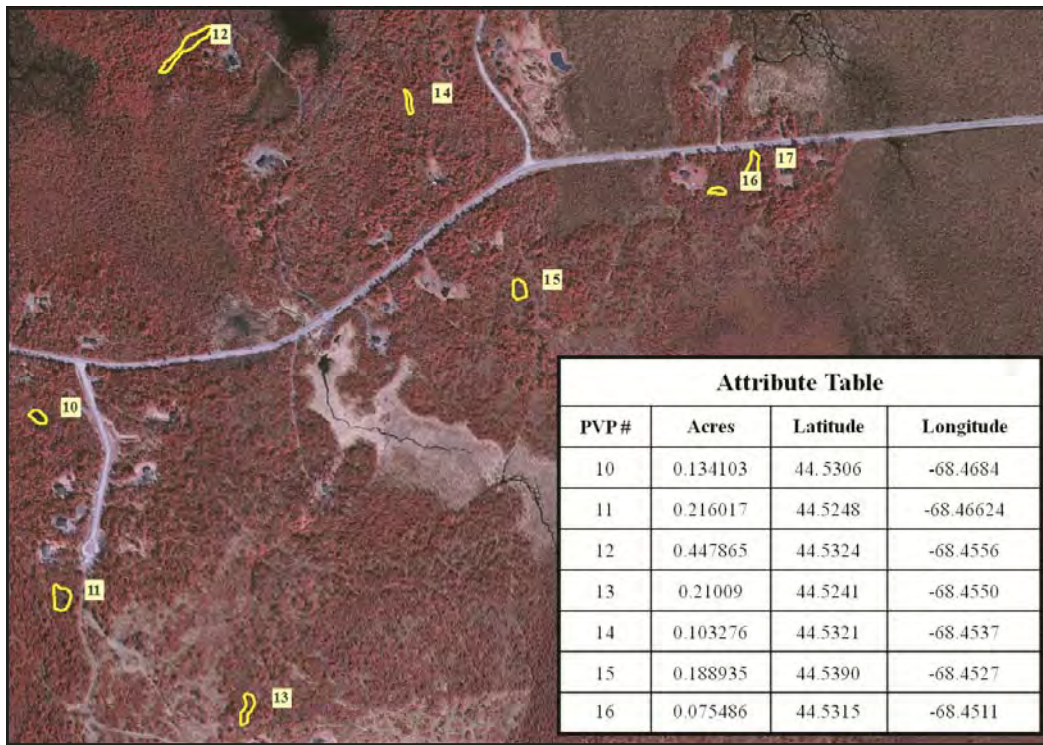 12
14
17
16
15
10
11
13
Attribute Table
PVP # Acres Latitude Longitude
10 0.134103 44.5306 -68.4684
11 0.216017 44.5248 -68.46624
12 0.447865 44.5324 -68.4556
13 0.21009 44.5241 -68.4550
14 0.103276 44.5321 -68.4537
15 0.188935 44.5390 -68.4527
16 0.075486 44.5315 -68.4511